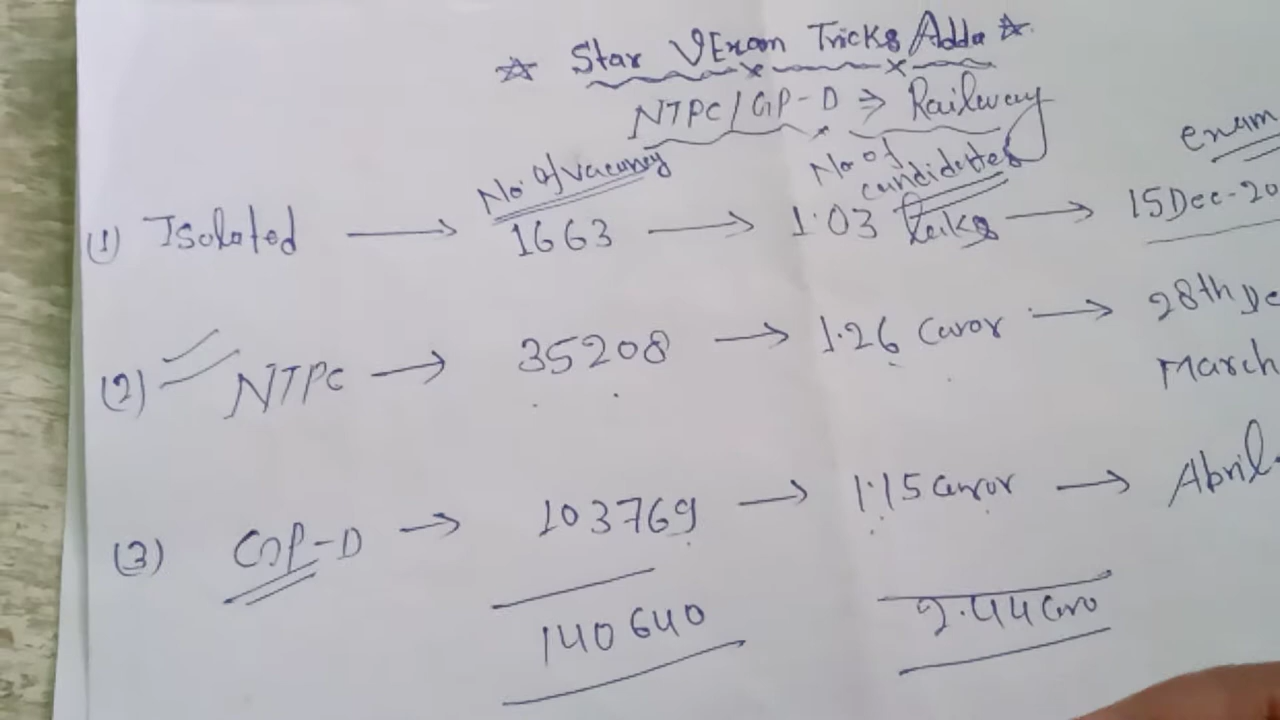 ☆ Star VExam Tricks Adda ☆
NTPC/GP-D ⇒ Railway
No. of vacancy No of candidates exam
(1) Isolated → 1663 → 1.03 lakhs → 15 Dec-20
(2) NTPC → 35208 → 1.26 Caror → 28th De
March
(3) GP-D → 103769 → 1.15 Caror → Abril
140640 2.44 Caro